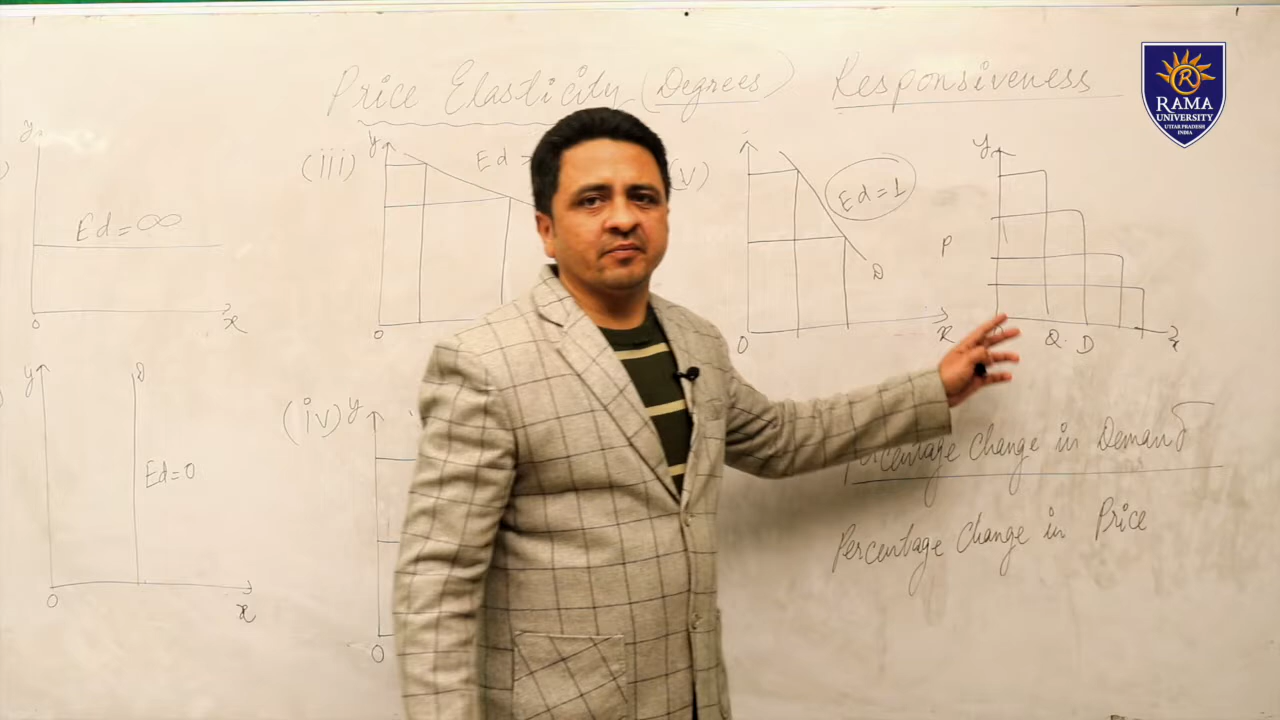 Price Elasticity (Degrees) Responsiveness
RAMA
UNIVERSITY
UTTAR PRADESH
INDIA
y
Ed = ∞
0
x
(iii) y
Ed >
0
v)
Ed = 1
D
0
x
y
P
Q. D
x
y
D
Ed = 0
0
x
(iv) y
0
Percentage Change in Demand
Percentage Change in Price